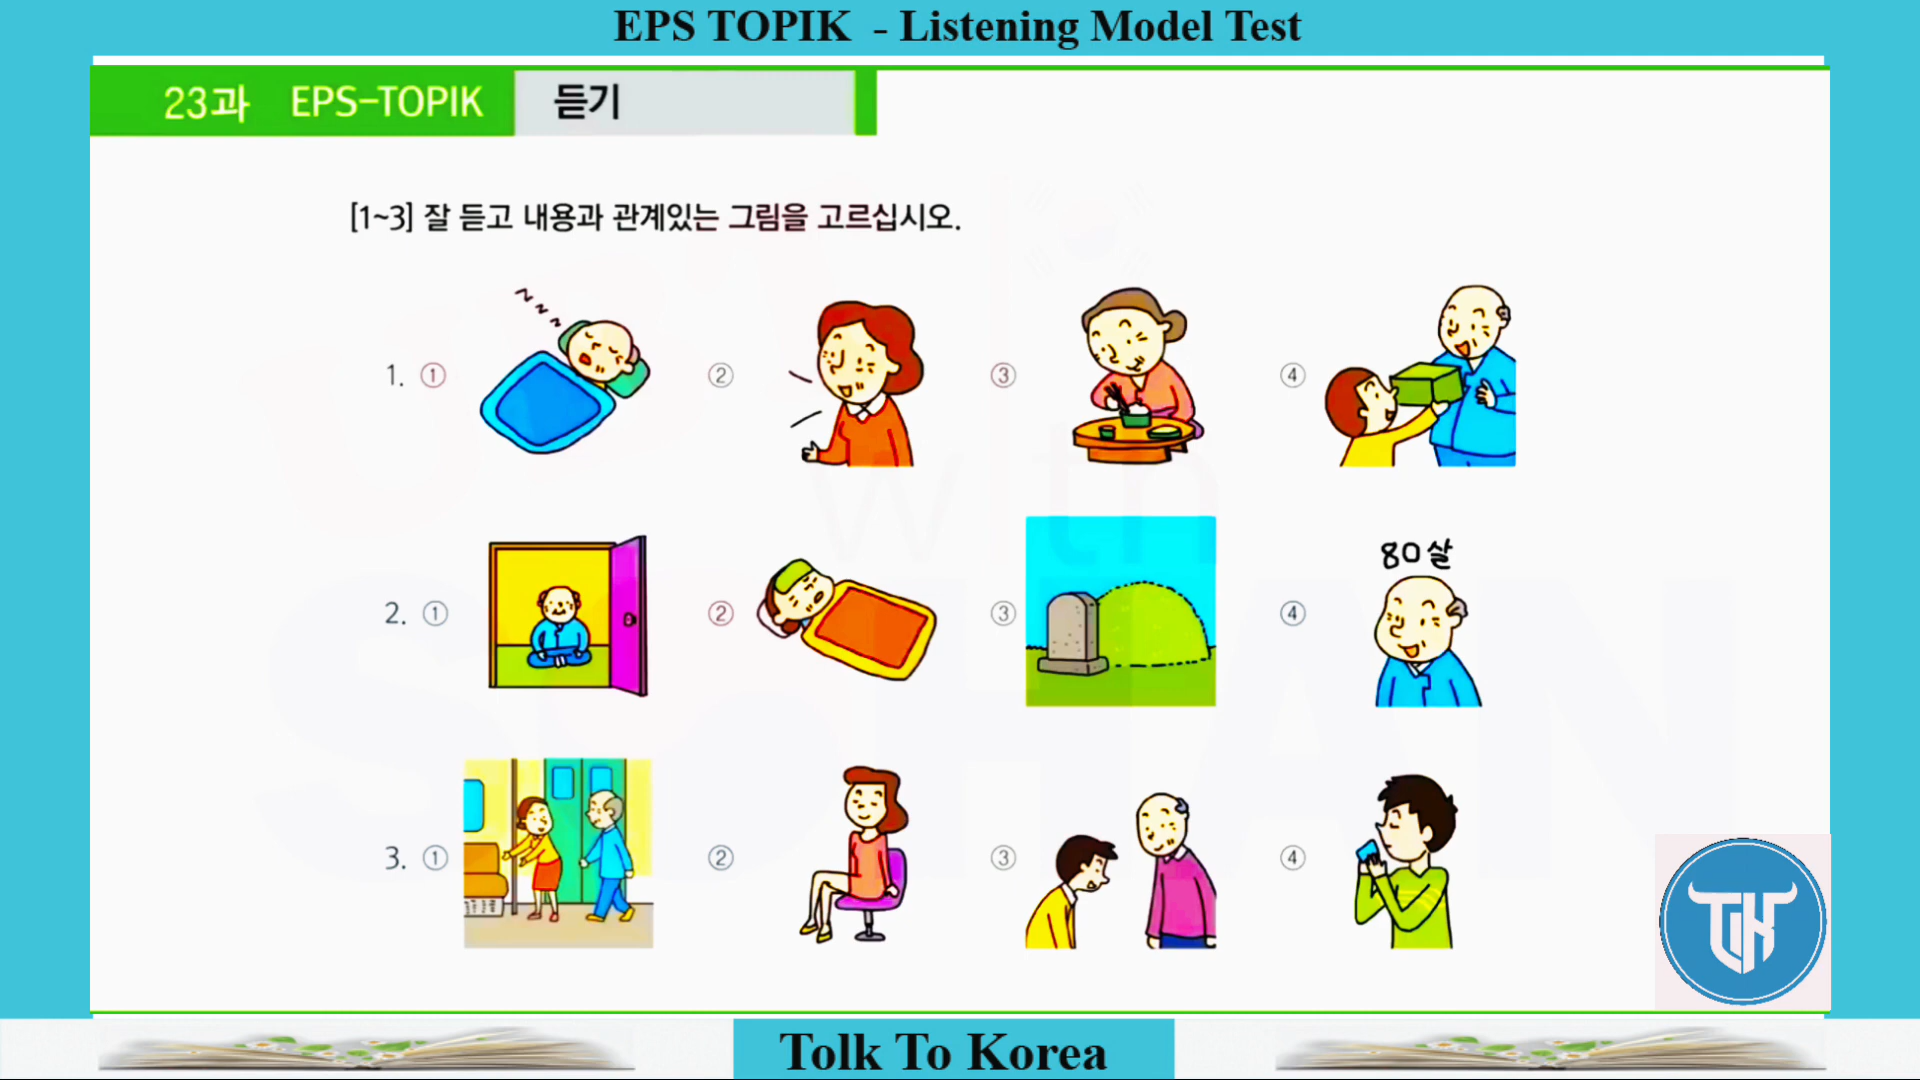 EPS TOPIK - Listening Model Test
23과 EPS-TOPIK 듣기
[1~3] 잘 듣고 내용과 관계있는 그림을 고르십시오.
1. ① ② ③ ④
2. ① ② ③ ④
80살
3. ① ② ③ ④
with
TIK
Tolk To Korea